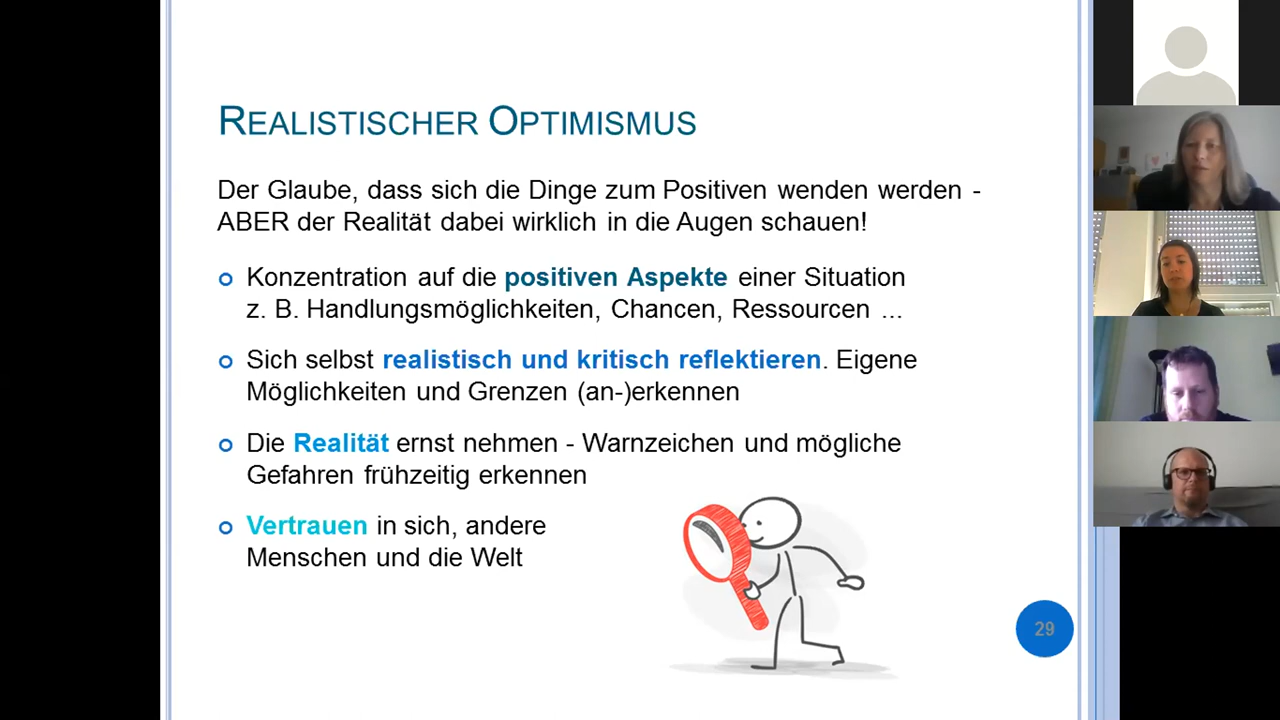 REALISTISCHER OPTIMISMUS
Der Glaube, dass sich die Dinge zum Positiven wenden werden -
ABER der Realität dabei wirklich in die Augen schauen!
Konzentration auf die positiven Aspekte einer Situation
z. B. Handlungsmöglichkeiten, Chancen, Ressourcen ...
Sich selbst realistisch und kritisch reflektieren. Eigene
Möglichkeiten und Grenzen (an-)erkennen
Die Realität ernst nehmen - Warnzeichen und mögliche
Gefahren frühzeitig erkennen
Vertrauen in sich, andere
Menschen und die Welt
29